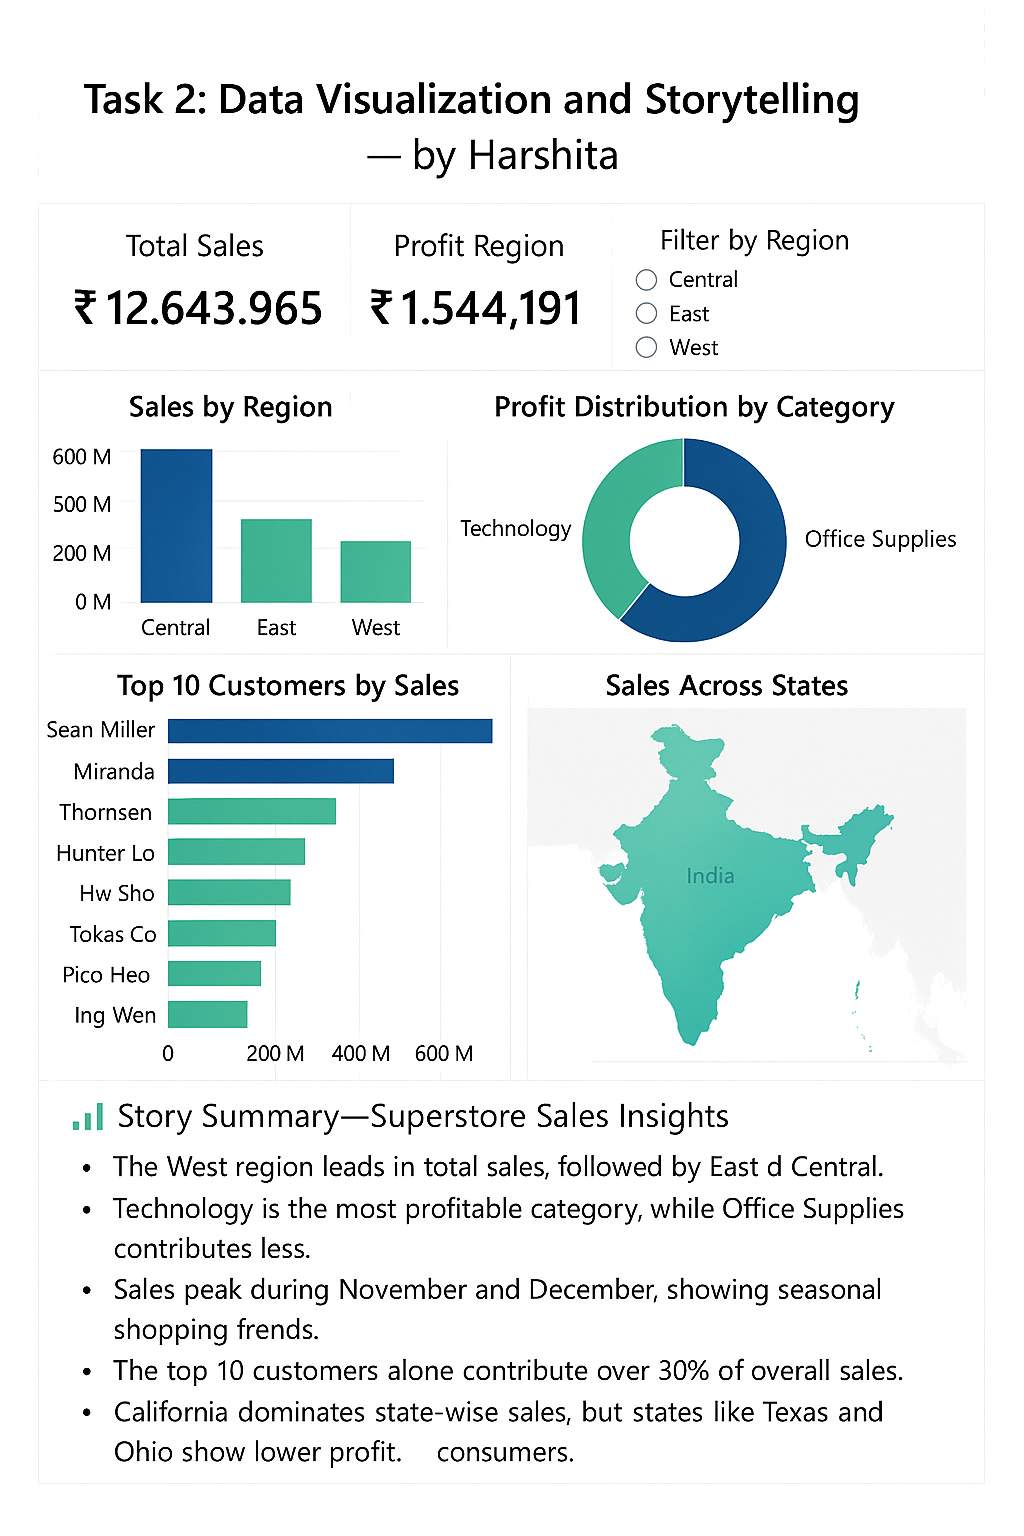 Task 2: Data Visualization and Storytelling
— by Harshita
Total Sales
₹ 12.643.965
Profit Region
₹ 1.544,191
Filter by Region
Central
East
West
Sales by Region
600 M
500 M
200 M
0 M
Central
East
West
Profit Distribution by Category
Technology
Office Supplies
Top 10 Customers by Sales
Sean Miller
Miranda
Thornsen
Hunter Lo
Hw Sho
Tokas Co
Pico Heo
Ing Wen
0
200 M
400 M
600 M
Sales Across States
India
Story Summary—Superstore Sales Insights
• The West region leads in total sales, followed by East d Central.
• Technology is the most profitable category, while Office Supplies
contributes less.
• Sales peak during November and December, showing seasonal
shopping frends.
• The top 10 customers alone contribute over 30% of overall sales.
• California dominates state-wise sales, but states like Texas and
Ohio show lower profit. consumers.